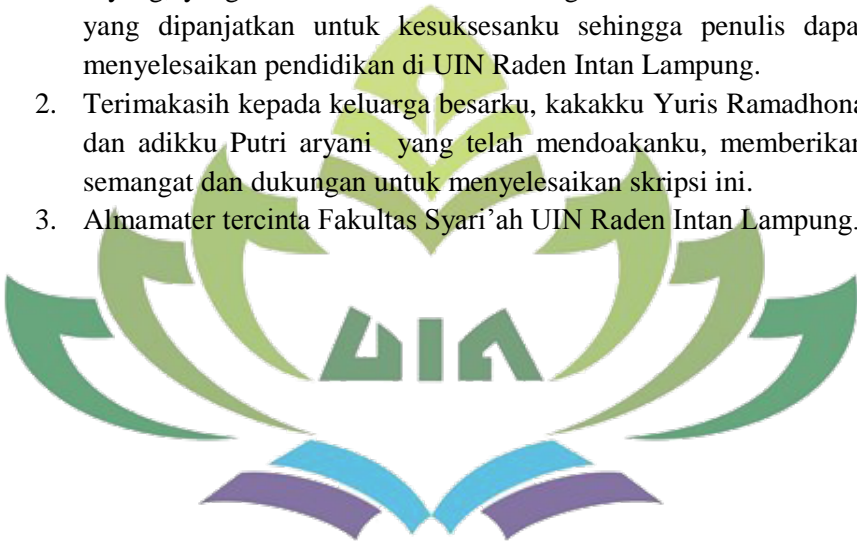 yang dipanjatkan untuk kesuksesanku sehingga penulis dapa
menyelesaikan pendidikan di UIN Raden Intan Lampung.
2. Terimakasih kepada keluarga besarku, kakakku Yuris Ramadhona
dan adikku Putri aryani yang telah mendoakanku, memberikan
semangat dan dukungan untuk menyelesaikan skripsi ini.
3. Almamater tercinta Fakultas Syari’ah UIN Raden Intan Lampung.
UIN